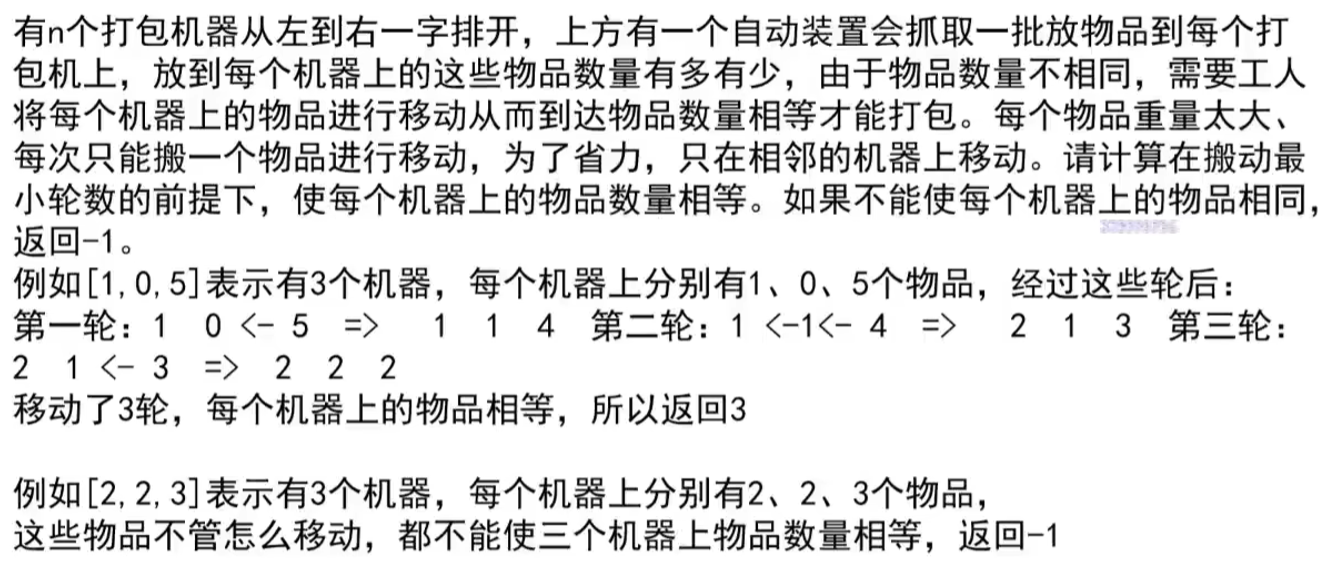 有n个打包机器从左到右一字排开，上方有一个自动装置会抓取一批放物品到每个打
包机上，放到每个机器上的这些物品数量有多有少，由于物品数量不相同，需要工人
将每个机器上的物品进行移动从而到达物品数量相等才能打包。每个物品重量太大、
每次只能搬一个物品进行移动，为了省力，只在相邻的机器上移动。请计算在搬动最
小轮数的前提下，使每个机器上的物品数量相等。如果不能使每个机器上的物品相同，
返回-1。
例如[1,0,5]表示有3个机器，每个机器上分别有1、0、5个物品，经过这些轮后：
第一轮：1 0 <- 5 => 1 1 4 第二轮：1 <-1<- 4 => 2 1 3 第三轮：
2 1 <- 3 => 2 2 2
移动了3轮，每个机器上的物品相等，所以返回3
例如[2,2,3]表示有3个机器，每个机器上分别有2、2、3个物品，
这些物品不管怎么移动，都不能使三个机器上物品数量相等，返回-1